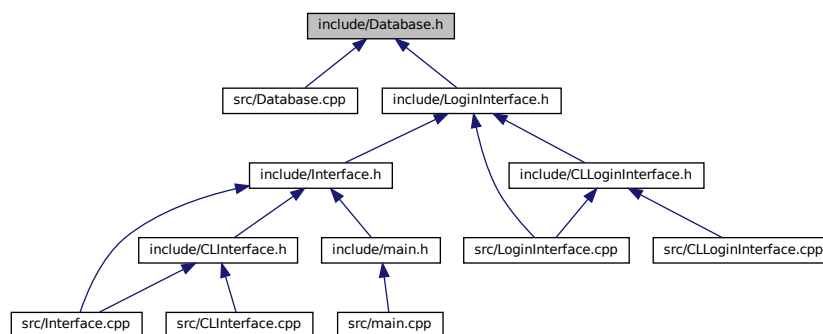 include/Database.h
src/Database.cpp
include/LoginInterface.h
include/Interface.h
include/CLLoginInterface.h
include/CLInterface.h
include/main.h
src/LoginInterface.cpp
src/CLLoginInterface.cpp
src/Interface.cpp
src/CLInterface.cpp
src/main.cpp